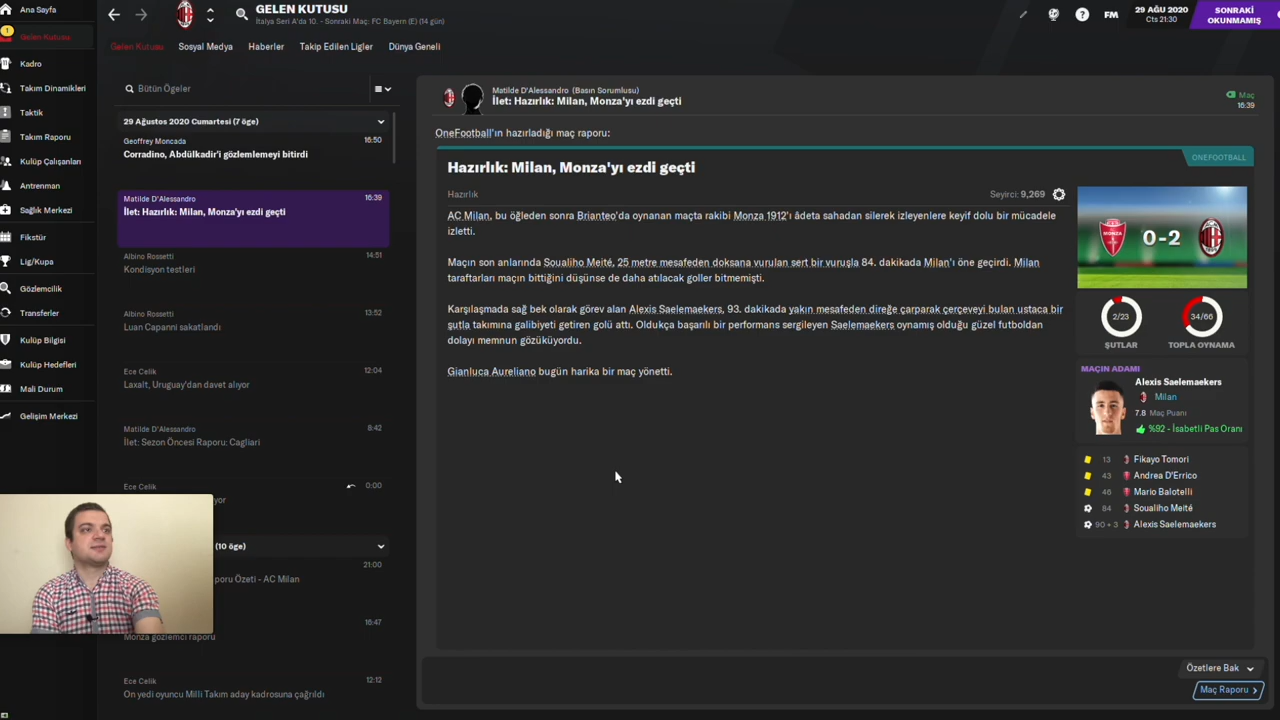 Ana Sayfa
Gelen Kutusu
1
Kadro
Takım Dinamikleri
Taktik
Takım Raporu
Kulüp Çalışanları
Antrenman
Sağlık Merkezi
Fikstür
Lig/Kupa
Gözlemcilik
Transferler
Kulüp Bilgisi
Kulüp Hedefleri
Mali Durum
Gelişim Merkezi
GELEN KUTUSU
İtalya Seri A'da 10. - Sonraki Maç: FC Bayern (E) (14 gün)
FM
29 AĞU 2020
Cts 21:30
SONRAKİ
OKUNMAMIŞ
Gelen Kutusu
Sosyal Medya
Haberler
Takip Edilen Ligler
Dünya Geneli
Bütün Ögeler
29 Ağustos 2020 Cumartesi (7 öge)
Geoffrey Moncada 16:50
Corradino, Abdülkadir'i gözlemlemeyi bitirdi
Matilde D'Alessandro 16:39
İlet: Hazırlık: Milan, Monza'yı ezdi geçti
Albino Rossetti 14:51
Kondisyon testleri
Albino Rossetti 13:52
Luan Capanni sakatlandı
Ece Celik 12:04
Laxalt, Uruguay'dan davet alıyor
Matilde D'Alessandro 8:42
İlet: Sezon Öncesi Raporu: Cagliari
Ece Celik 0:00
(10 öge)
21:00
poru Özeti - AC Milan
16:47
Monza gözlemci raporu
Ece Celik 12:12
On yedi oyuncu Milli Takım aday kadrosuna çağrıldı
Matilde D'Alessandro (Basın Sorumlusu)
İlet: Hazırlık: Milan, Monza'yı ezdi geçti
Maç
16:39
OneFootball'ın hazırladığı maç raporu:
ONEFOOTBALL
Hazırlık: Milan, Monza'yı ezdi geçti
Hazırlık
Seyirci: 9,269
AC Milan, bu öğleden sonra Brianteo'da oynanan maçta rakibi Monza 1912'ı âdeta sahadan silerek izleyenlere keyif dolu bir mücadele
izletti.
Maçın son anlarında Soualiho Meité, 25 metre mesafeden doksana vurulan sert bir vuruşla 84. dakikada Milan'ı öne geçirdi. Milan
taraftarları maçın bittiğini düşünse de daha atılacak goller bitmemişti.
Karşılaşmada sağ bek olarak görev alan Alexis Saelemaekers, 93. dakikada yakın mesafeden direğe çarparak çerçeveyi bulan ustaca bir
şutla takımına galibiyeti getiren golü attı. Oldukça başarılı bir performans sergileyen Saelemaekers oynamış olduğu güzel futboldan
dolayı memnun gözüküyordu.
Gianluca Aureliano bugün harika bir maç yönetti.
MONZA
0-2
2/23
34/66
ŞUTLAR
TOPLA OYNAMA
MAÇIN ADAMI
Alexis Saelemaekers
Milan
7.8 Maç Puanı
%92 - İsabetli Pas Oranı
13 Fikayo Tomori
43 Andrea D'Errico
46 Mario Balotelli
84 Soualiho Meité
90 + 3 Alexis Saelemaekers
Özetlere Bak
Maç Raporu